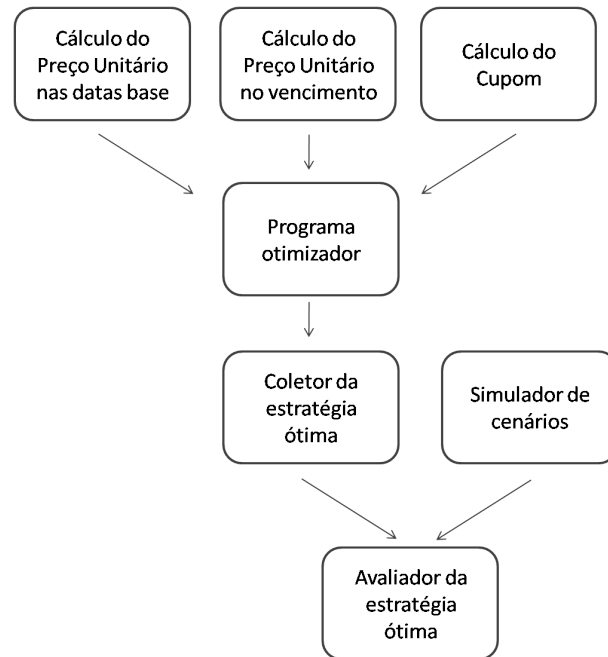 Cálculo do
Preço Unitário
nas datas base
Cálculo do
Preço Unitário
no vencimento
Cálculo do
Cupom
Programa
otimizador
Coletor da
estratégia
ótima
Simulador de
cenários
Avaliador da
estratégia
ótima